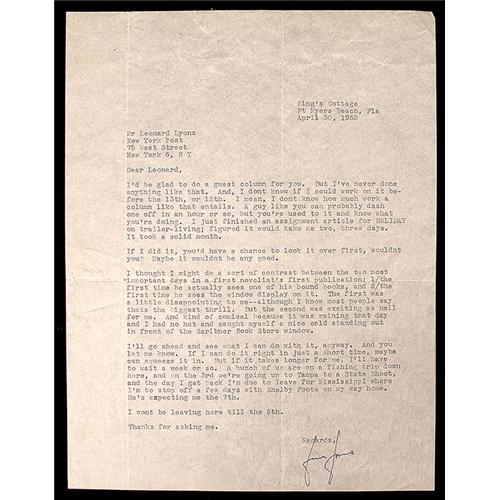 King's Cottage
Ft Myers Beach, Fla
April 30, 1952
Mr Leonard Lyons
New York Post
75 West Street
New York 6, N Y
Dear Leonard,
I'd be glad to do a guest column for you. But I've never done
anything like that. And, I dont know if I could work on it be-
fore the 13th, or 12th. I mean, I dont know how much work a
column like that entails. A guy like you can probably dash
one off in an hour or so, but you're used to it and know what
you're doing. I just finished an assignment article for HOLIDAY
on trailer-living; figured it would take me two, three days.
It took a solid month.
If I did it, you'd have a chance to look it over first, wouldnt
you? Maybe it wouldnt be any good.
I thought I might do a sort of contrast between the two most
important days in a first novelist's first publication: 1/the
first time he actually sees one of his bound books, and 2/the
first time he sees the window display on it. The first was
a little disappointing to me--although I know most people say
thats the biggest thrill. But the second was exciting as hell
for me. And kind of comical because it was raining that day
and I had no hat and caught myself a nice cold standing out
in front of the Scribner Book Store window.
I'll go ahead and see what I can do with it, anyway. And you
let me know. If I can do it right in just a short time, maybe
can squeeze it in. But if it takes longer for me, I'll have
to wait a week or so. A bunch of us are on a fishing trip down
here, and on the 3rd we're going up to Tampa to a State Shoot,
and the day I get back I'm due to leave for Mississippi where
I'm to stop off a few days with Shelby Foote on my way home.
He's expecting me the 7th.
I wont be leaving here till the 5th.
Thanks for asking me.
Regards,
Jim Jones